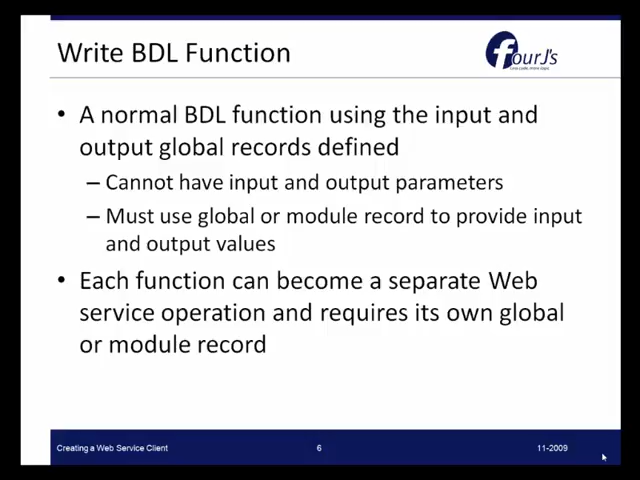 Write BDL Function
fourJ's
• A normal BDL function using the input and
output global records defined
– Cannot have input and output parameters
– Must use global or module record to provide input
and output values
• Each function can become a separate Web
service operation and requires its own global
or module record
Creating a Web Service Client
6
11-2009